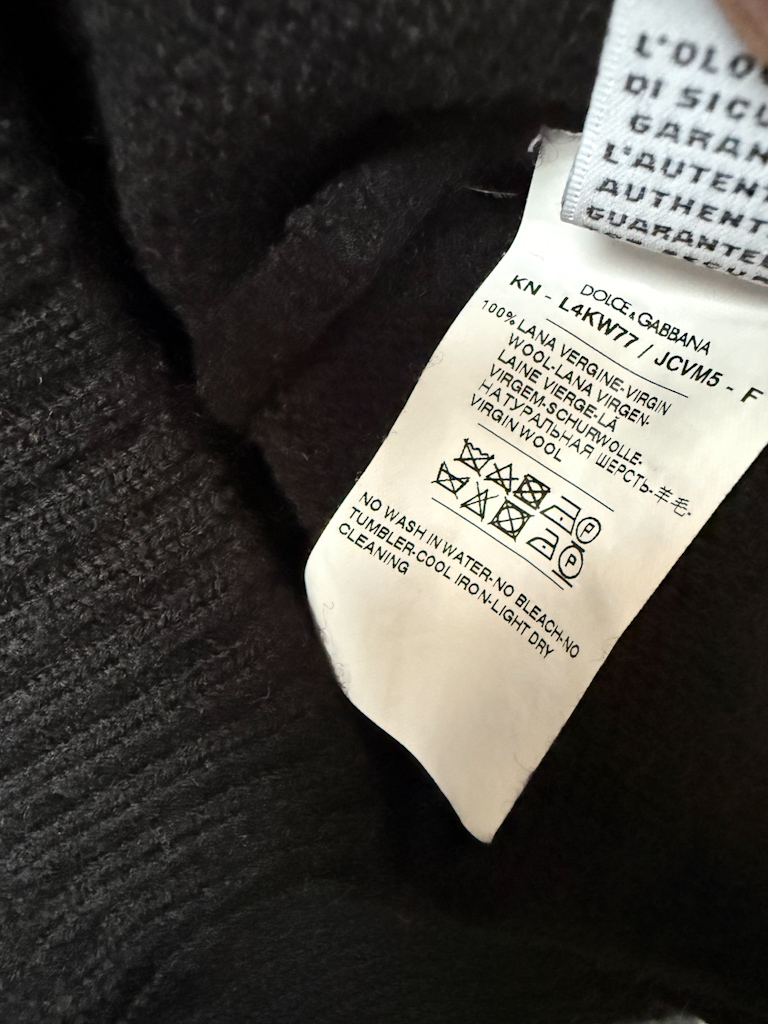 L'OLO
DI SICU
GARAN
L'AUTENT
AUTHENT
GUARANTEE
DOLCE & GABBANA
KN - L4KW77 / JCVM5 - F
100% LANA VERGINE-VIRGIN
WOOL-LANA VIRGEN-
LAINE VIERGE-LÃ
VIRGEM-SCHURWOLLE-
НАТУРАЛЬНАЯ ШЕРСТЬ-羊毛-
VIRGIN WOOL
P
P
NO WASH IN WATER-NO BLEACH-NO
TUMBLER-COOL IRON-LIGHT DRY
CLEANING